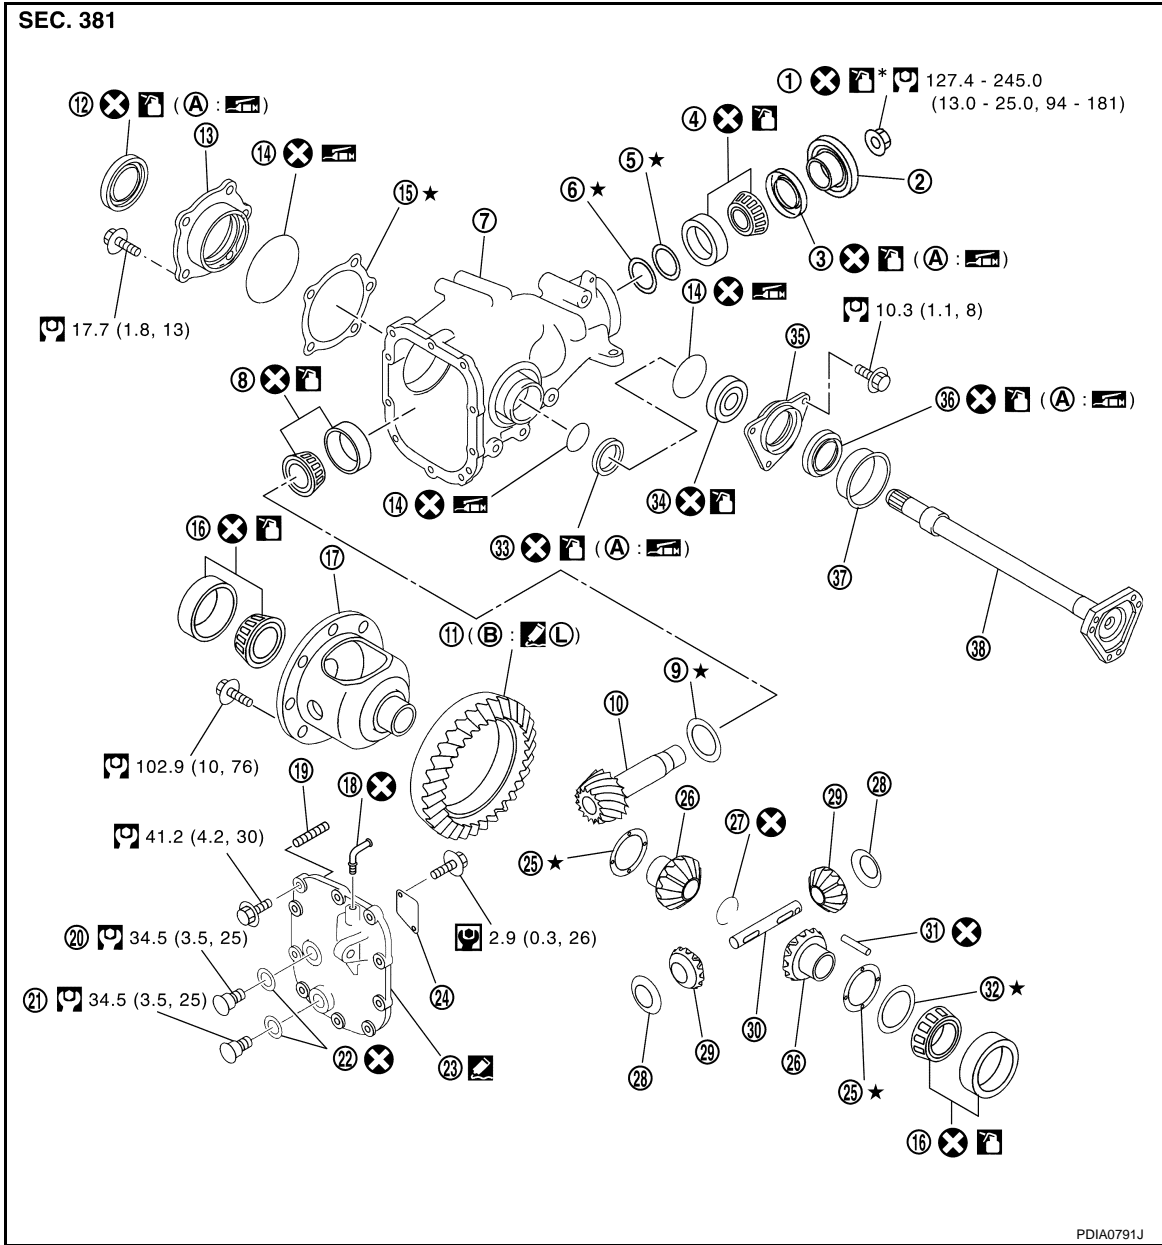 SEC. 381
① * 127.4 - 245.0
(13.0 - 25.0, 94 - 181)
⑫ (Ⓐ : )
⑬
④
⑭
⑤ ★
②
⑮ ★
⑥ ★
⑦
③ (Ⓐ : )
⑭
17.7 (1.8, 13)
10.3 (1.1, 8)
㉟
⑧
㊱ (Ⓐ : )
⑭
㉞
⑯
⑰
㉝ (Ⓐ : )
㊲
⑪ (Ⓑ : Ⓛ)
㊳
⑨ ★
⑩
102.9 (10, 76)
⑲
⑱
㉖
㉙
㉘
㉗
41.2 (4.2, 30)
㉕ ★
㉛
⑳ 34.5 (3.5, 25)
2.9 (0.3, 26)
㉔
㉜ ★
㉑ 34.5 (3.5, 25)
㉚
㉒
㉓
㉙
㉖
㉘
㉕ ★
⑯
PDIA0791J